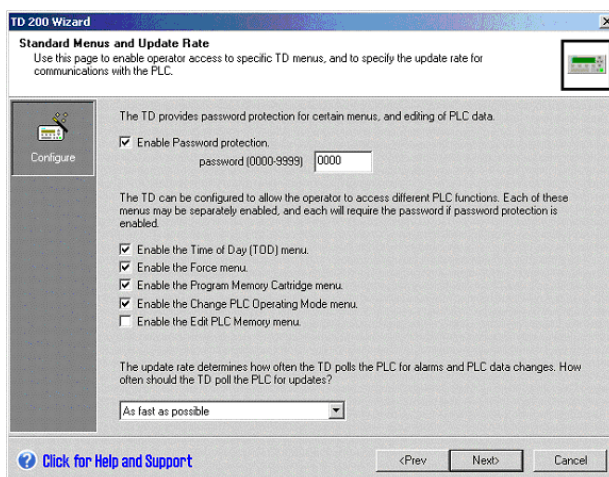 TD 200 Wizard
Standard Menus and Update Rate
Use this page to enable operator access to specific TD menus, and to specify the update rate for
communications with the PLC.
Configure
The TD provides password protection for certain menus, and editing of PLC data.
Enable Password protection.
password (0000-9999) 0000
The TD can be configured to allow the operator to access different PLC functions. Each of these
menus may be separately enabled, and each will require the password if password protection is
enabled.
Enable the Time of Day (TOD) menu.
Enable the Force menu.
Enable the Program Memory Cartridge menu.
Enable the Change PLC Operating Mode menu.
Enable the Edit PLC Memory menu.
The update rate determines how often the TD polls the PLC for alarms and PLC data changes. How
often should the TD poll the PLC for updates?
As fast as possible
Click for Help and Support
<Prev Next> Cancel